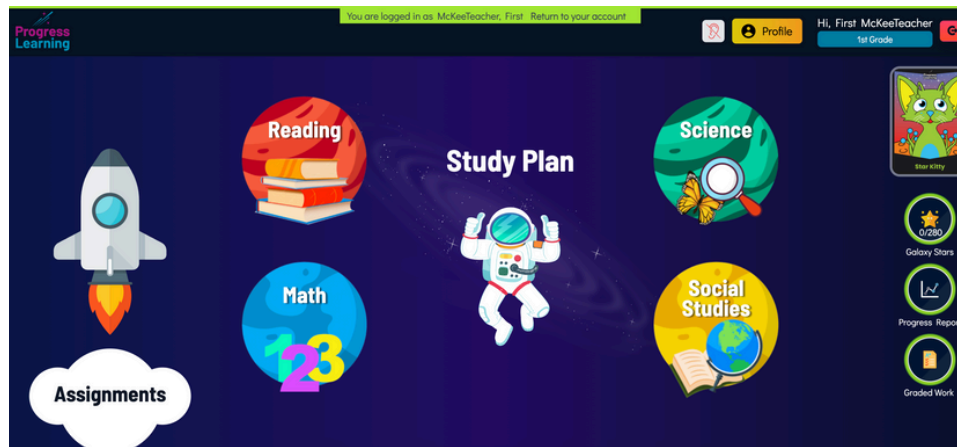 You are logged in as McKeeTeacher, First Return to your account
Progress
Learning
Profile
Hi, First McKeeTeacher
1st Grade
Reading
Study Plan
Science
Star Kitty
0/280
Galaxy Stars
Math
123
Social
Studies
Progress Repor
Graded Work
Assignments